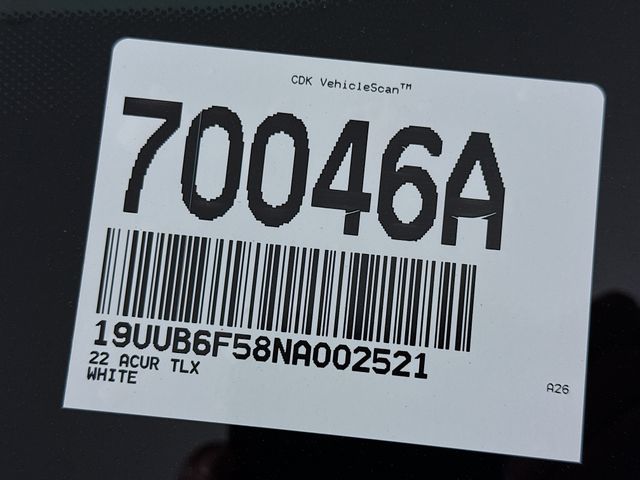 CDK VehicleScan™
70046A
19UUB6F58NA002521
22 ACUR TLX
WHITE
A26